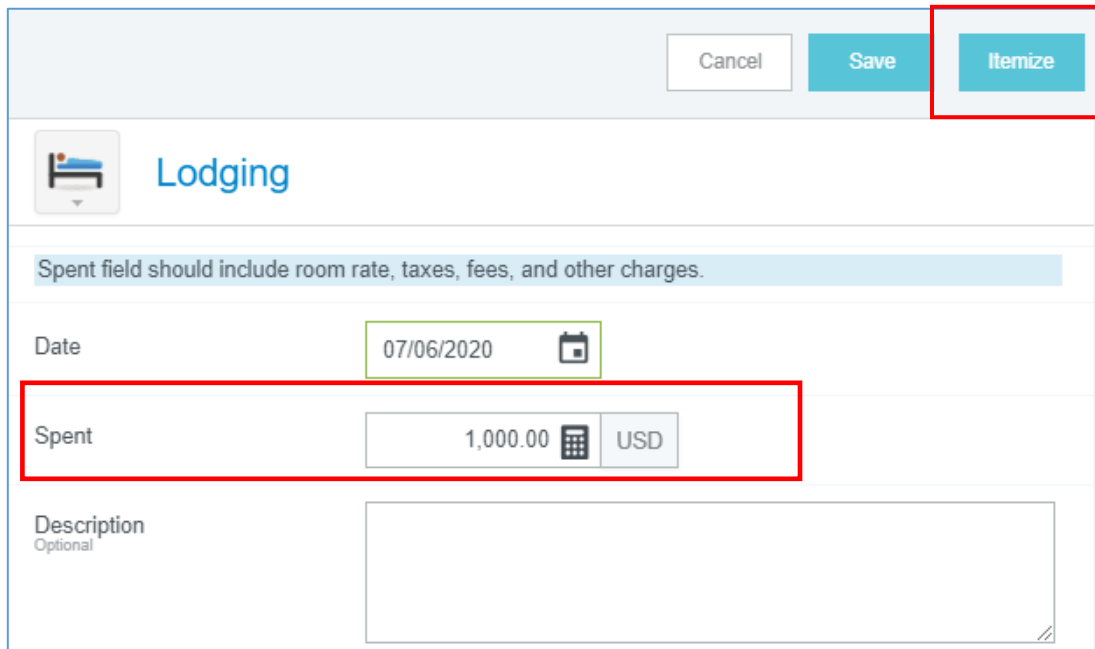 Cancel Save Itemize
Lodging
Spent field should include room rate, taxes, fees, and other charges.
Date 07/06/2020
Spent 1,000.00 USD
Description
Optional